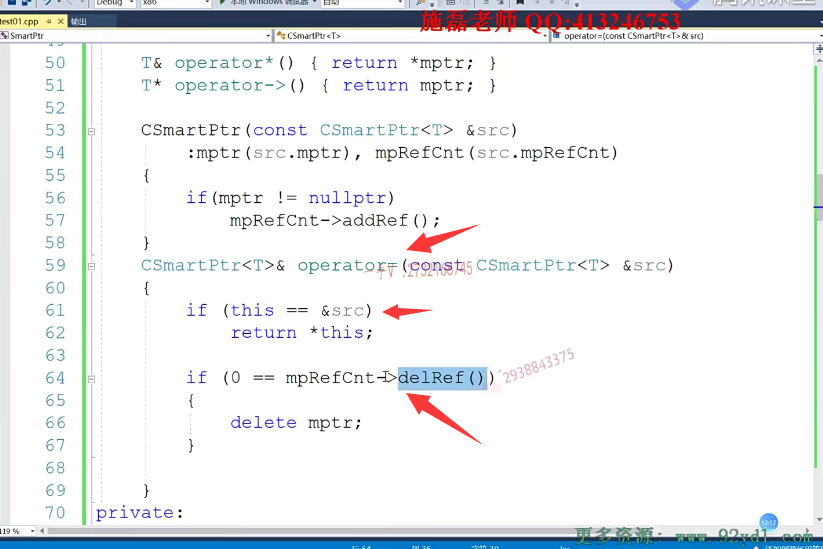 Debug x86 本地 Windows 调试器 自动
施磊老师 QQ:413246753
test01.cpp 输出
SmartPtr CSmartPtr<T> operator=(const CSmartPtr<T> & src)
50 T& operator*() { return *mptr; }
51 T* operator->() { return mptr; }
52
53 CSmartPtr(const CSmartPtr<T> &src)
54 :mptr(src.mptr), mpRefCnt(src.mpRefCnt)
55 {
56 if(mptr != nullptr)
57 mpRefCnt->addRef();
58 }
59 CSmartPtr<T>& operator=(const CSmartPtr<T> &src)
60 {
61 if (this == &src)
62 return *this;
63
64 if (0 == mpRefCnt->delRef())
2938843375
65 {
66 delete mptr;
67 }
68
69 }
70 private:
119 %
更多资源: www.92ydl.com